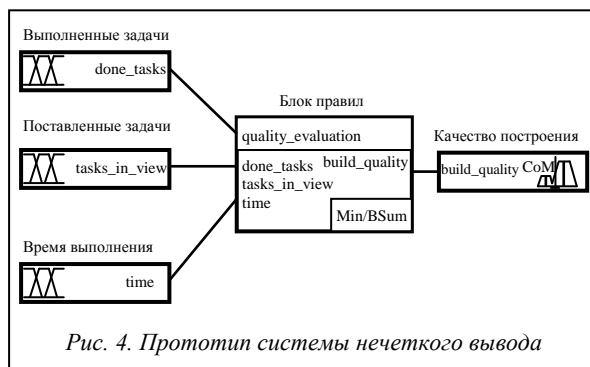 Выполненные задачи
done_tasks
Блок правил
quality_evaluation
Поставленные задачи
tasks_in_view
done_tasks
build_quality
tasks_in_view
time
Min/BSum
Качество построения
build_quality CoM
Время выполнения
time
Рис. 4. Прототип системы нечеткого вывода